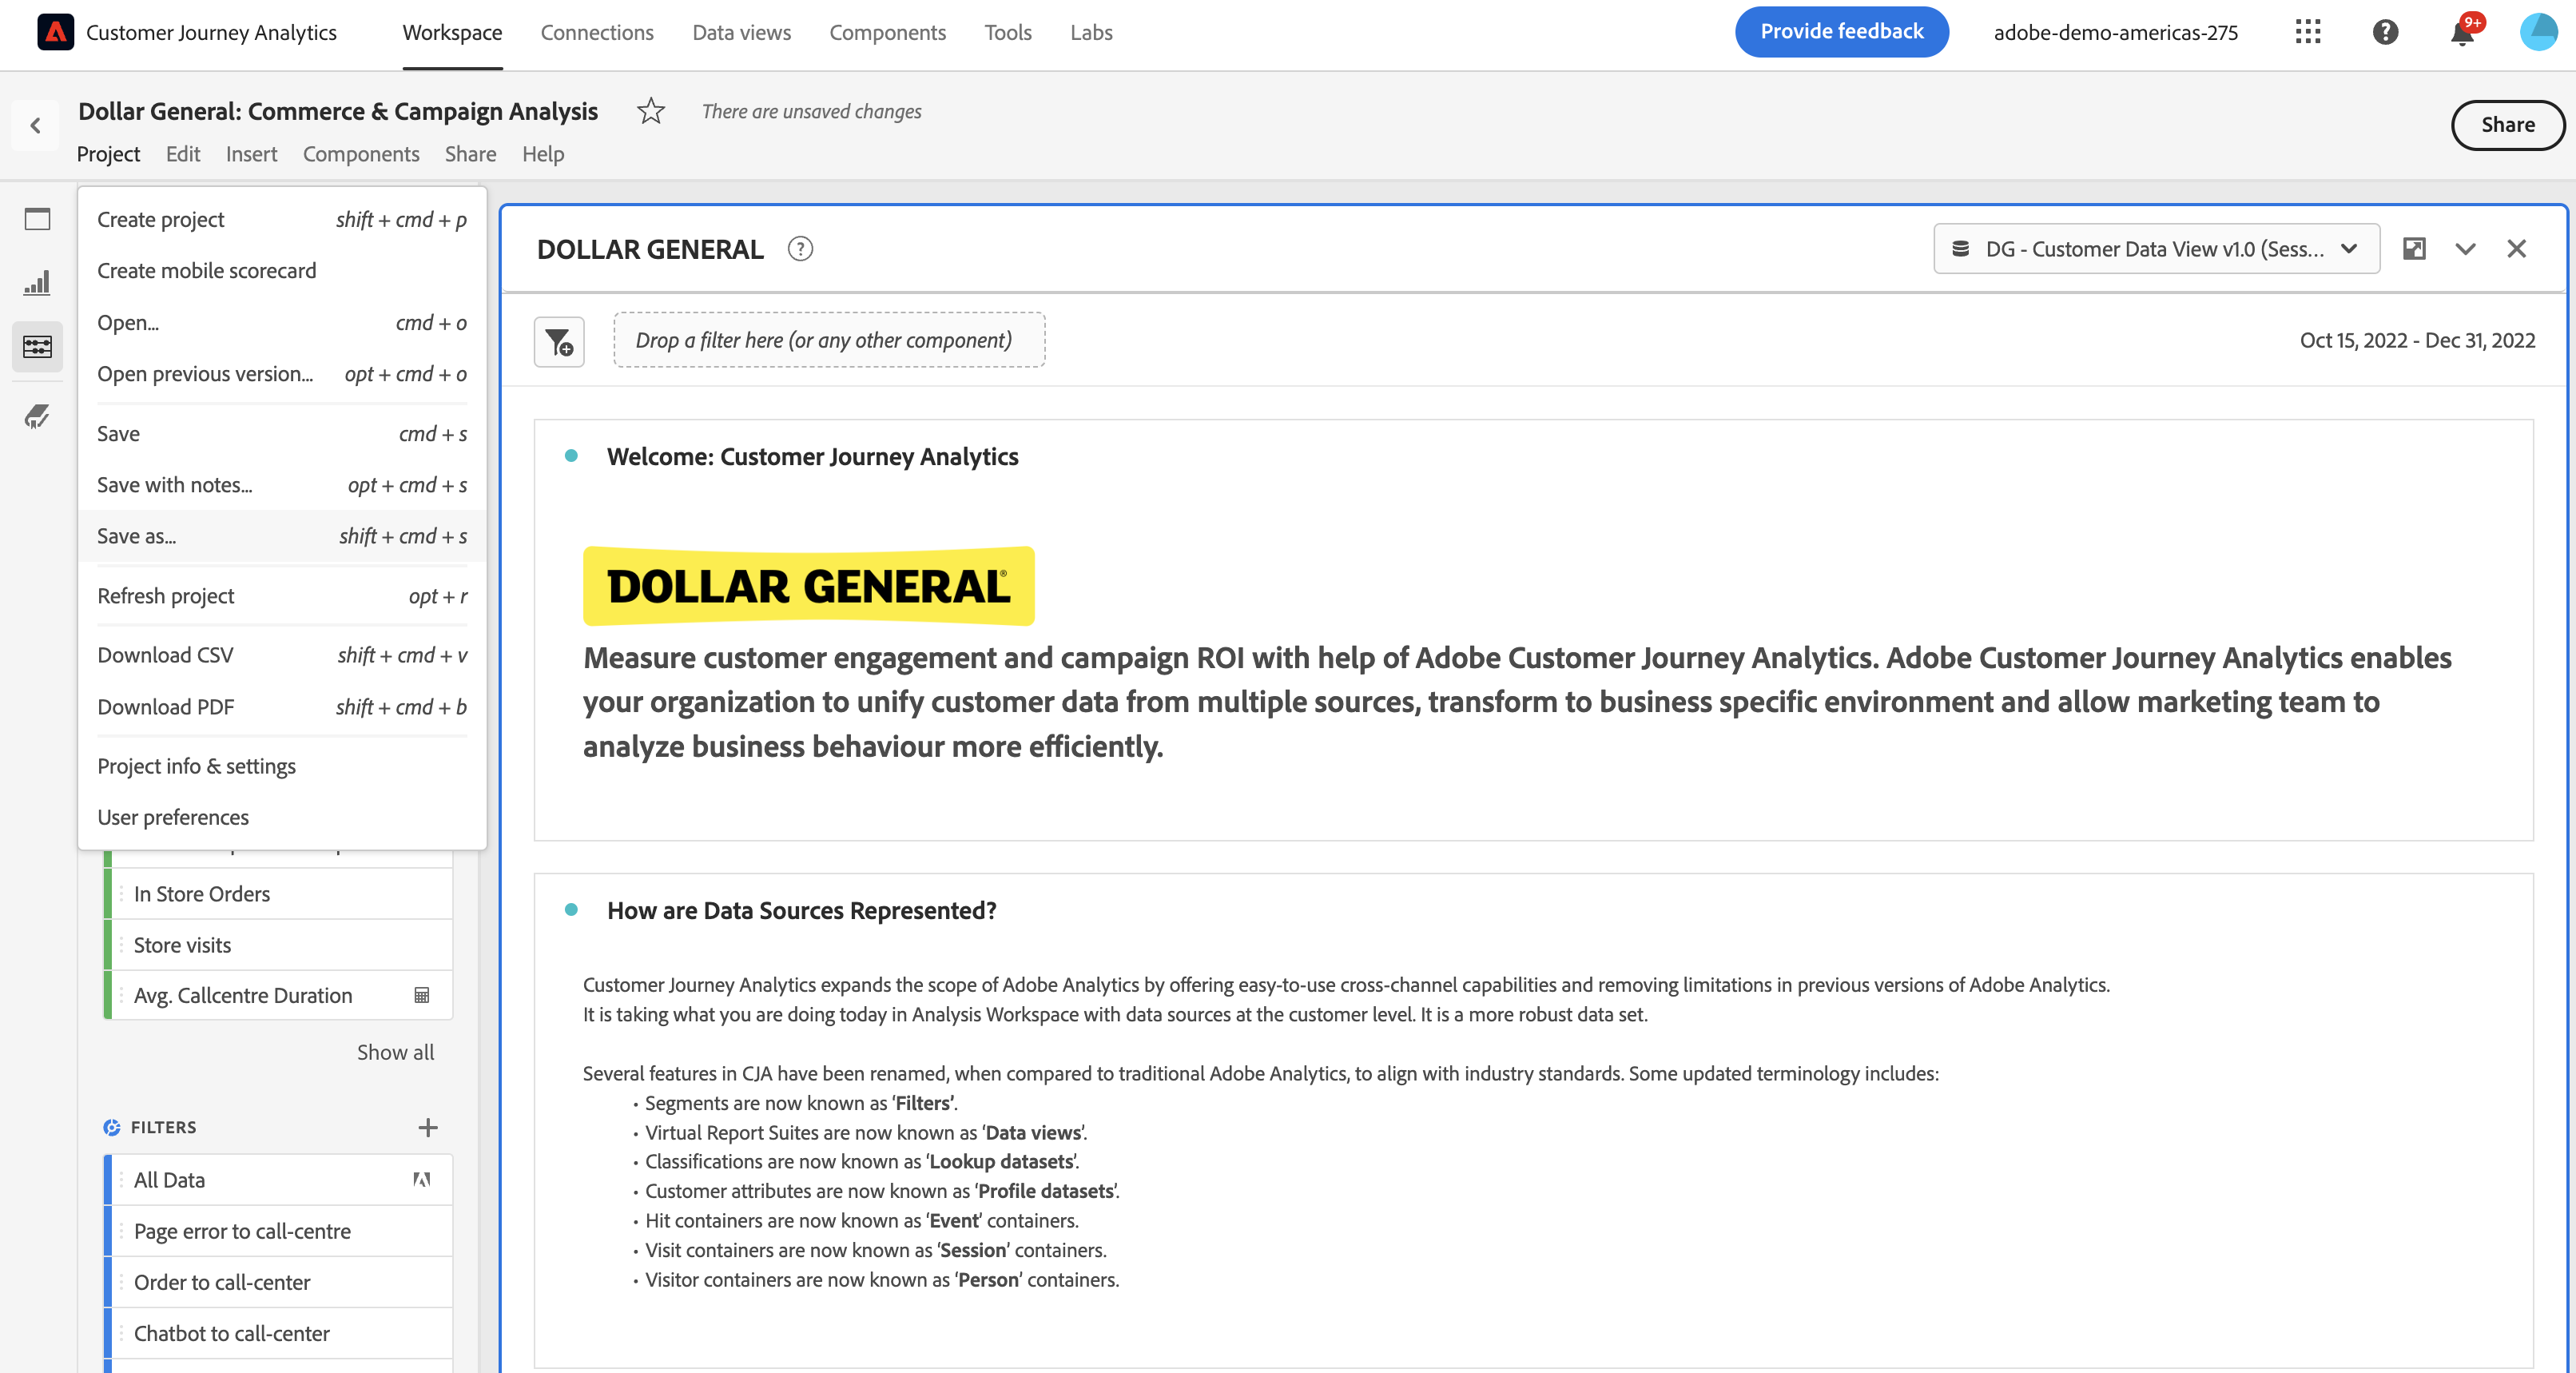 Customer Journey Analytics
Workspace
Connections
Data views
Components
Tools
Labs
Provide feedback
adobe-demo-americas-275
9+
Dollar General: Commerce & Campaign Analysis
There are unsaved changes
Share
Project
Edit
Insert
Components
Share
Help
Create project shift + cmd + p
Create mobile scorecard
Open... cmd + o
Open previous version... opt + cmd + o
Save cmd + s
Save with notes... opt + cmd + s
Save as... shift + cmd + s
Refresh project opt + r
Download CSV shift + cmd + v
Download PDF shift + cmd + b
Project info & settings
User preferences
In Store Orders
Store visits
Avg. Callcentre Duration
Show all
FILTERS
All Data
Page error to call-centre
Order to call-center
Chatbot to call-center
DOLLAR GENERAL
DG - Customer Data View v1.0 (Sess...
Drop a filter here (or any other component)
Oct 15, 2022 - Dec 31, 2022
Welcome: Customer Journey Analytics
DOLLAR GENERAL®
Measure customer engagement and campaign ROI with help of Adobe Customer Journey Analytics. Adobe Customer Journey Analytics enables
your organization to unify customer data from multiple sources, transform to business specific environment and allow marketing team to
analyze business behaviour more efficiently.
How are Data Sources Represented?
Customer Journey Analytics expands the scope of Adobe Analytics by offering easy-to-use cross-channel capabilities and removing limitations in previous versions of Adobe Analytics.
It is taking what you are doing today in Analysis Workspace with data sources at the customer level. It is a more robust data set.
Several features in CJA have been renamed, when compared to traditional Adobe Analytics, to align with industry standards. Some updated terminology includes:
• Segments are now known as ‘Filters’.
• Virtual Report Suites are now known as ‘Data views’.
• Classifications are now known as ‘Lookup datasets’.
• Customer attributes are now known as ‘Profile datasets’.
• Hit containers are now known as ‘Event’ containers.
• Visit containers are now known as ‘Session’ containers.
• Visitor containers are now known as ‘Person’ containers.